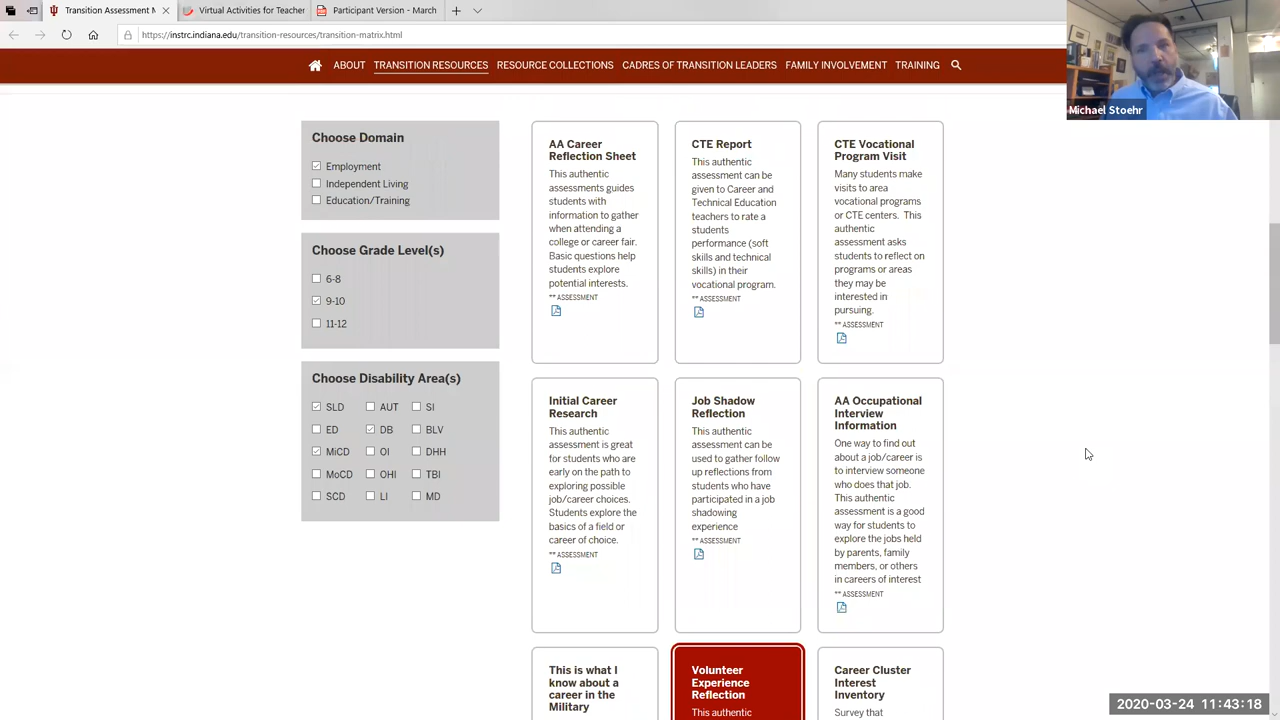 Transition Assessment M
Virtual Activities for Teacher
Participant Version - March
https://instrc.indiana.edu/transition-resources/transition-matrix.html
ABOUT TRANSITION RESOURCES RESOURCE COLLECTIONS CADRES OF TRANSITION LEADERS FAMILY INVOLVEMENT TRAINING
Michael Stoehr
Choose Domain
Employment
Independent Living
Education/Training
Choose Grade Level(s)
6-8
9-10
11-12
Choose Disability Area(s)
SLD AUT SI
ED DB BLV
MiCD OI DHH
MoCD OHI TBI
SCD LI MD
AA Career
Reflection Sheet
This authentic
assessments guides
students with
information to gather
when attending a
college or career fair.
Basic questions help
students explore
potential interests.
** ASSESSMENT
CTE Report
This authentic
assessment can be
given to Career and
Technical Education
teachers to rate a
students
performance (soft
skills and technical
skills) in their
vocational program.
** ASSESSMENT
CTE Vocational
Program Visit
Many students make
visits to area
vocational programs
or CTE centers. This
authentic
assessment asks
students to reflect on
programs or areas
they may be
interested in
pursuing.
** ASSESSMENT
Initial Career
Research
This authentic
assessment is great
for students who are
early on the path to
exploring possible
job/career choices.
Students explore the
basics of a field or
career of choice.
** ASSESSMENT
Job Shadow
Reflection
This authentic
assessment can be
used to gather follow
up reflections from
students who have
participated in a job
shadowing
experience
** ASSESSMENT
AA Occupational
Interview
Information
One way to find out
about a job/career is
to interview someone
who does that job.
This authentic
assessment is a good
way for students to
explore the jobs held
by parents, family
members, or others
in careers of interest
** ASSESSMENT
This is what I
know about a
career in the
Military
Volunteer
Experience
Reflection
This authentic
Career Cluster
Interest
Inventory
Survey that
2020-03-24 11:43:18